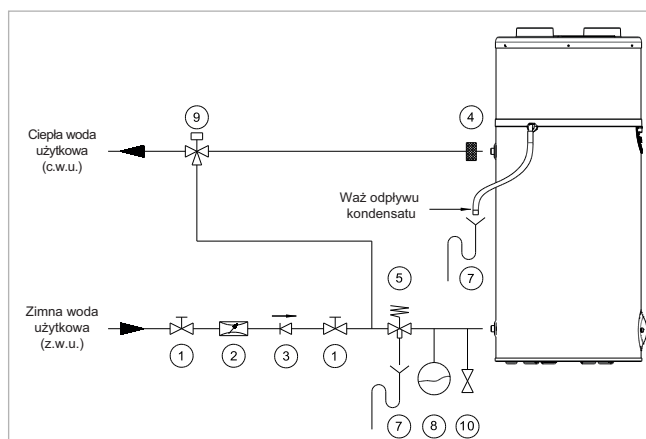 9
4
Ciepła woda
użytkowa
(c.w.u.)
Waż odpływu
kondensatu
5
7
Zimna woda
użytkowa
(z.w.u.)
1
2
3
1
7
8
10